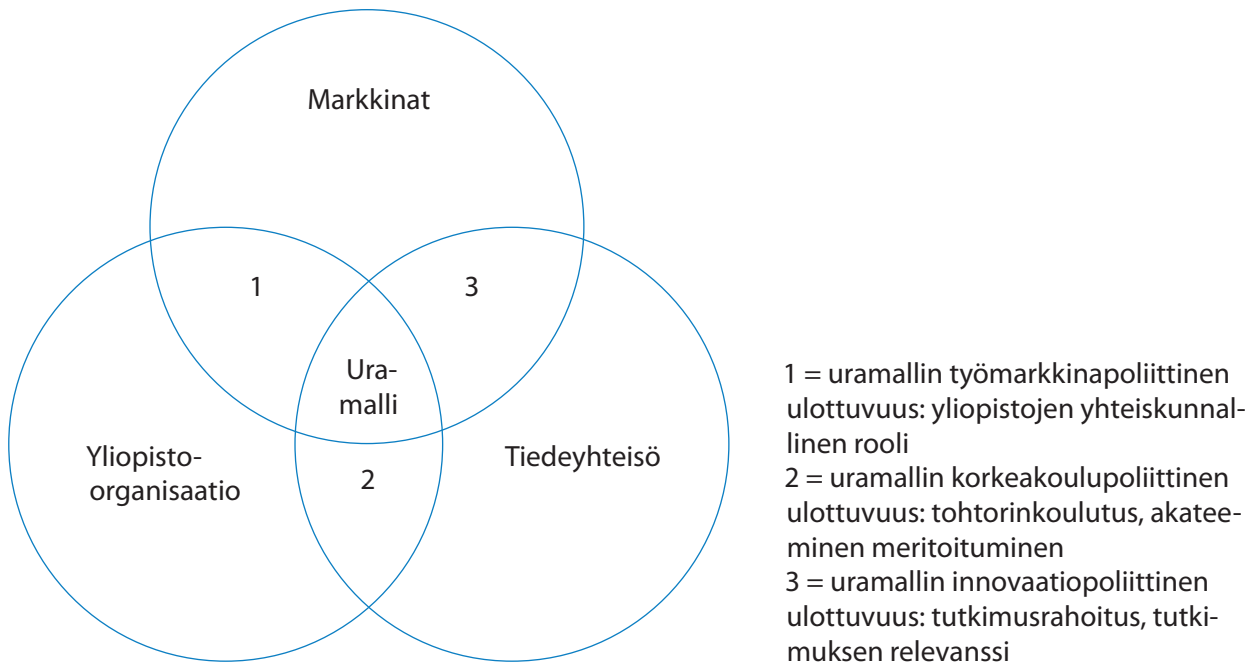 Markkinat
1
3
Ura-
malli
Yliopisto-
organisaatio
2
Tiedeyhteisö
1 = uramallin työmarkkinapoliittinen
ulottuvuus: yliopistojen yhteiskunnal-
linen rooli
2 = uramallin korkeakoulupoliittinen
ulottuvuus: tohtorinkoulutus, akatee-
minen meritoituminen
3 = uramallin innovaatiopoliittinen
ulottuvuus: tutkimusrahoitus, tutki-
muksen relevanssi